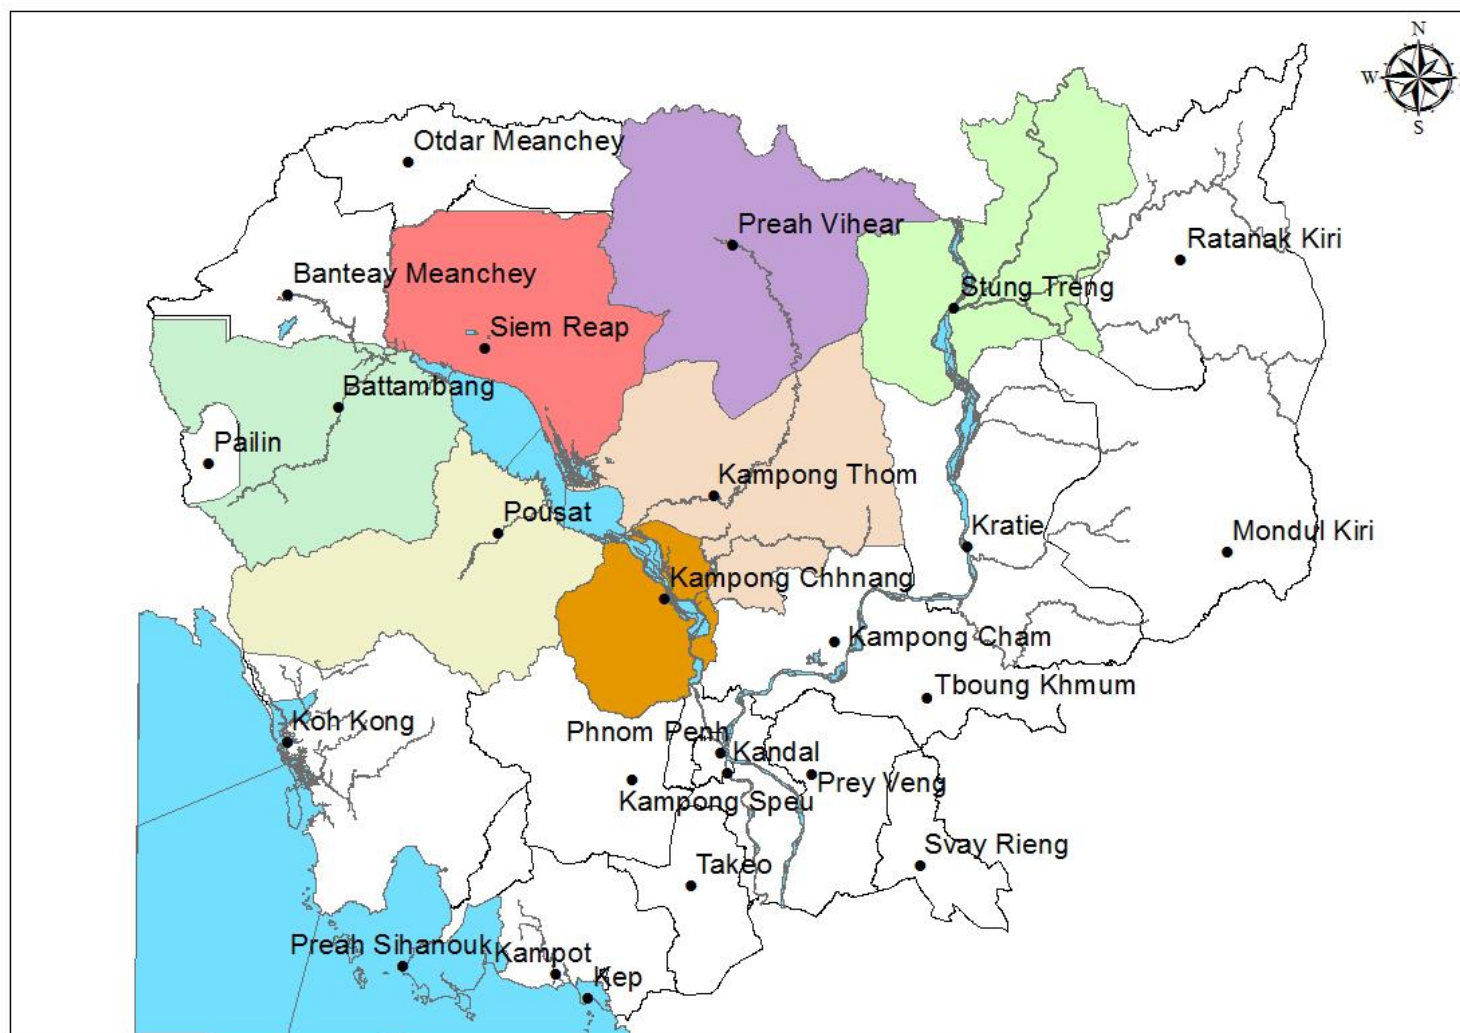 N
W
S
Otdar Meanchey
Preah Vihear
Ratanak Kiri
Banteay Meanchey
Stung Treng
Siem Reap
Battambang
Pailin
Kampong Thom
Pousat
Kratie
Mondul Kiri
Kampong Chhnang
Kampong Cham
Tboung Khmum
Koh Kong
Phnom Penh
Kandal
Prey Veng
Kampong Speu
Svay Rieng
Takeo
Preah Sihanouk
Kampot
Kep